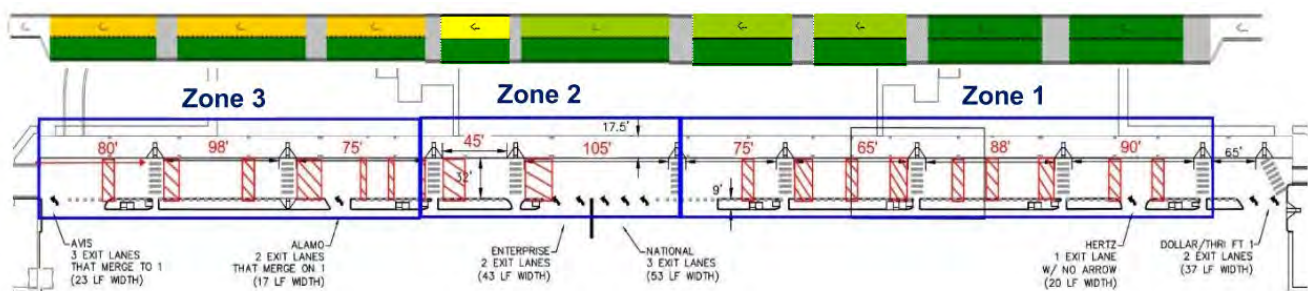 Zone 3
Zone 2
Zone 1
17.5'
80'
98'
75'
45'
105'
75'
65'
88'
90'
65'
32'
9'
AVIS
3 EXIT LANES
THAT MERGE TO 1
(23 LF WIDTH)
ALAMO
2 EXIT LANES
THAT MERGE ON 1
(17 LF WIDTH)
ENTERPRISE
2 EXIT LANES
(43 LF WIDTH)
NATIONAL
3 EXIT LANES
(53 LF WIDTH)
HERTZ
1 EXIT LANE
W/ NO ARROW
(20 LF WIDTH)
DOLLAR/THRI FT 1
2 EXIT LANES
(37 LF WIDTH)